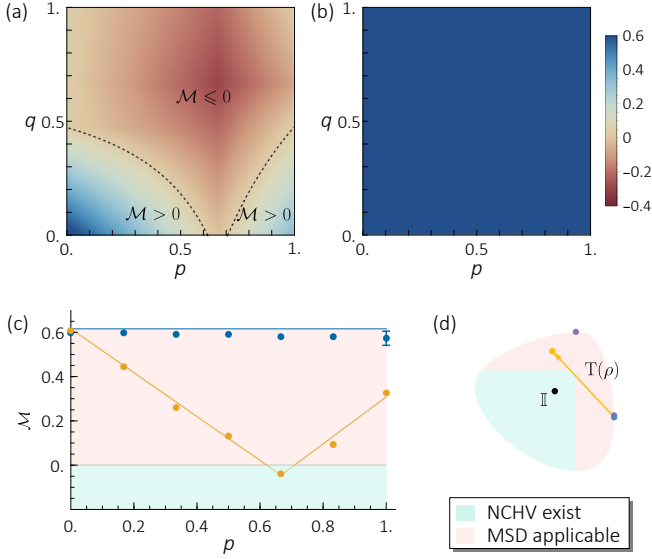 (a)
1.
q 0.5
0.
ℳ ⩽ 0
ℳ > 0
ℳ > 0
0. 0.5 1.
p
(b)
1.
q 0.5
0.
0. 0.5 1.
p
0.6
0.4
0.2
0
−0.2
−0.4
(c)
0.6
0.4
0.2
0.
ℳ
0. 0.2 0.4 0.6 0.8 1.
p
(d)
T(ρ)
𝕀
NCHV exist
MSD applicable